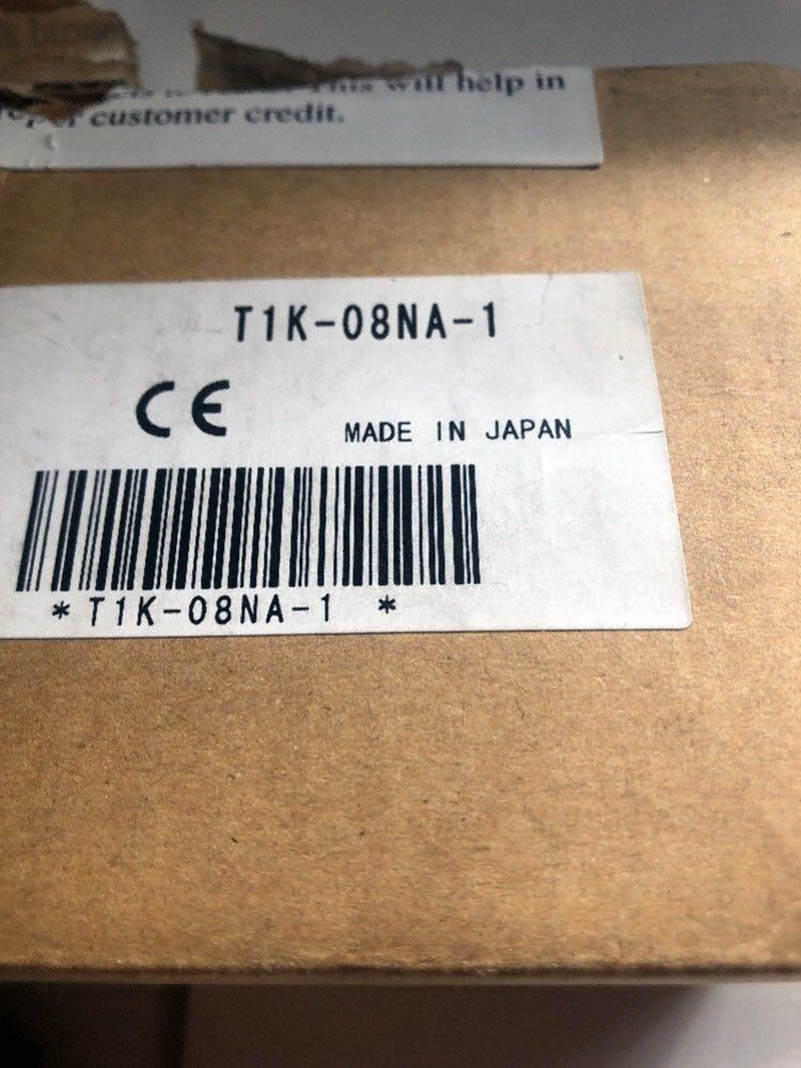 This will help in
customer credit.
T1K-08NA-1
CE
MADE IN JAPAN
* T1K-08NA-1 *